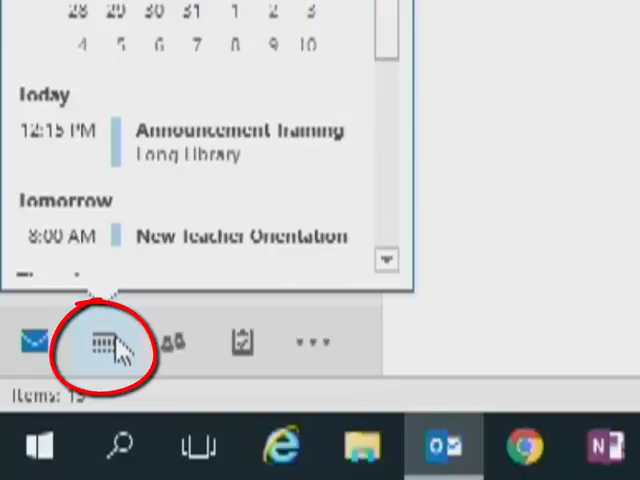 28 29 30 31 1 2 3
4 5 6 7 8 9 10
Today
12:15 PM Announcement Training
Long Library
Tomorrow
8:00 AM New Teacher Orientation
Items: 15